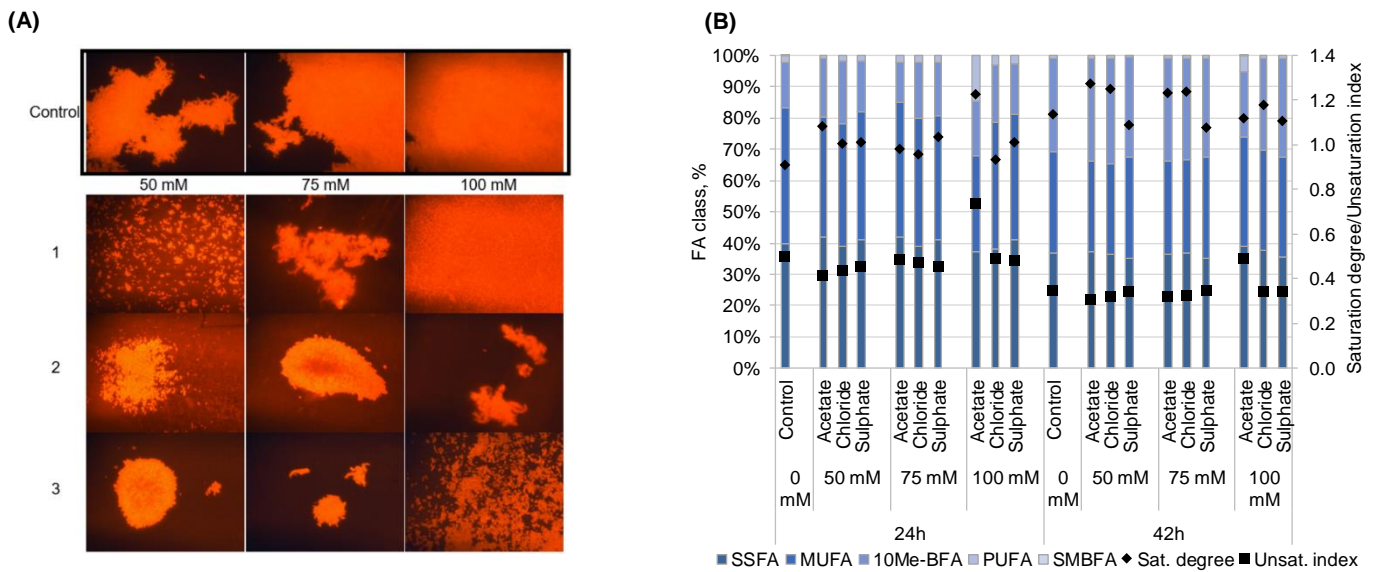 (A)
Control
50 mM 75 mM 100 mM
1
2
3
(B)
FA class, %
100%
90%
80%
70%
60%
50%
40%
30%
20%
10%
0%
1.4
1.2
1.0
0.8
0.6
0.4
0.2
0.0
Saturation degree/Unsaturation index
Control Acetate Chloride Sulphate Acetate Chloride Sulphate Acetate Chloride Sulphate Control Acetate Chloride Sulphate Acetate Chloride Sulphate Acetate Chloride Sulphate
0 mM 50 mM 75 mM 100 mM 0 mM 50 mM 75 mM 100 mM
24h 42h
SSFA MUFA 10Me-BFA PUFA SMBFA Sat. degree Unsat. index